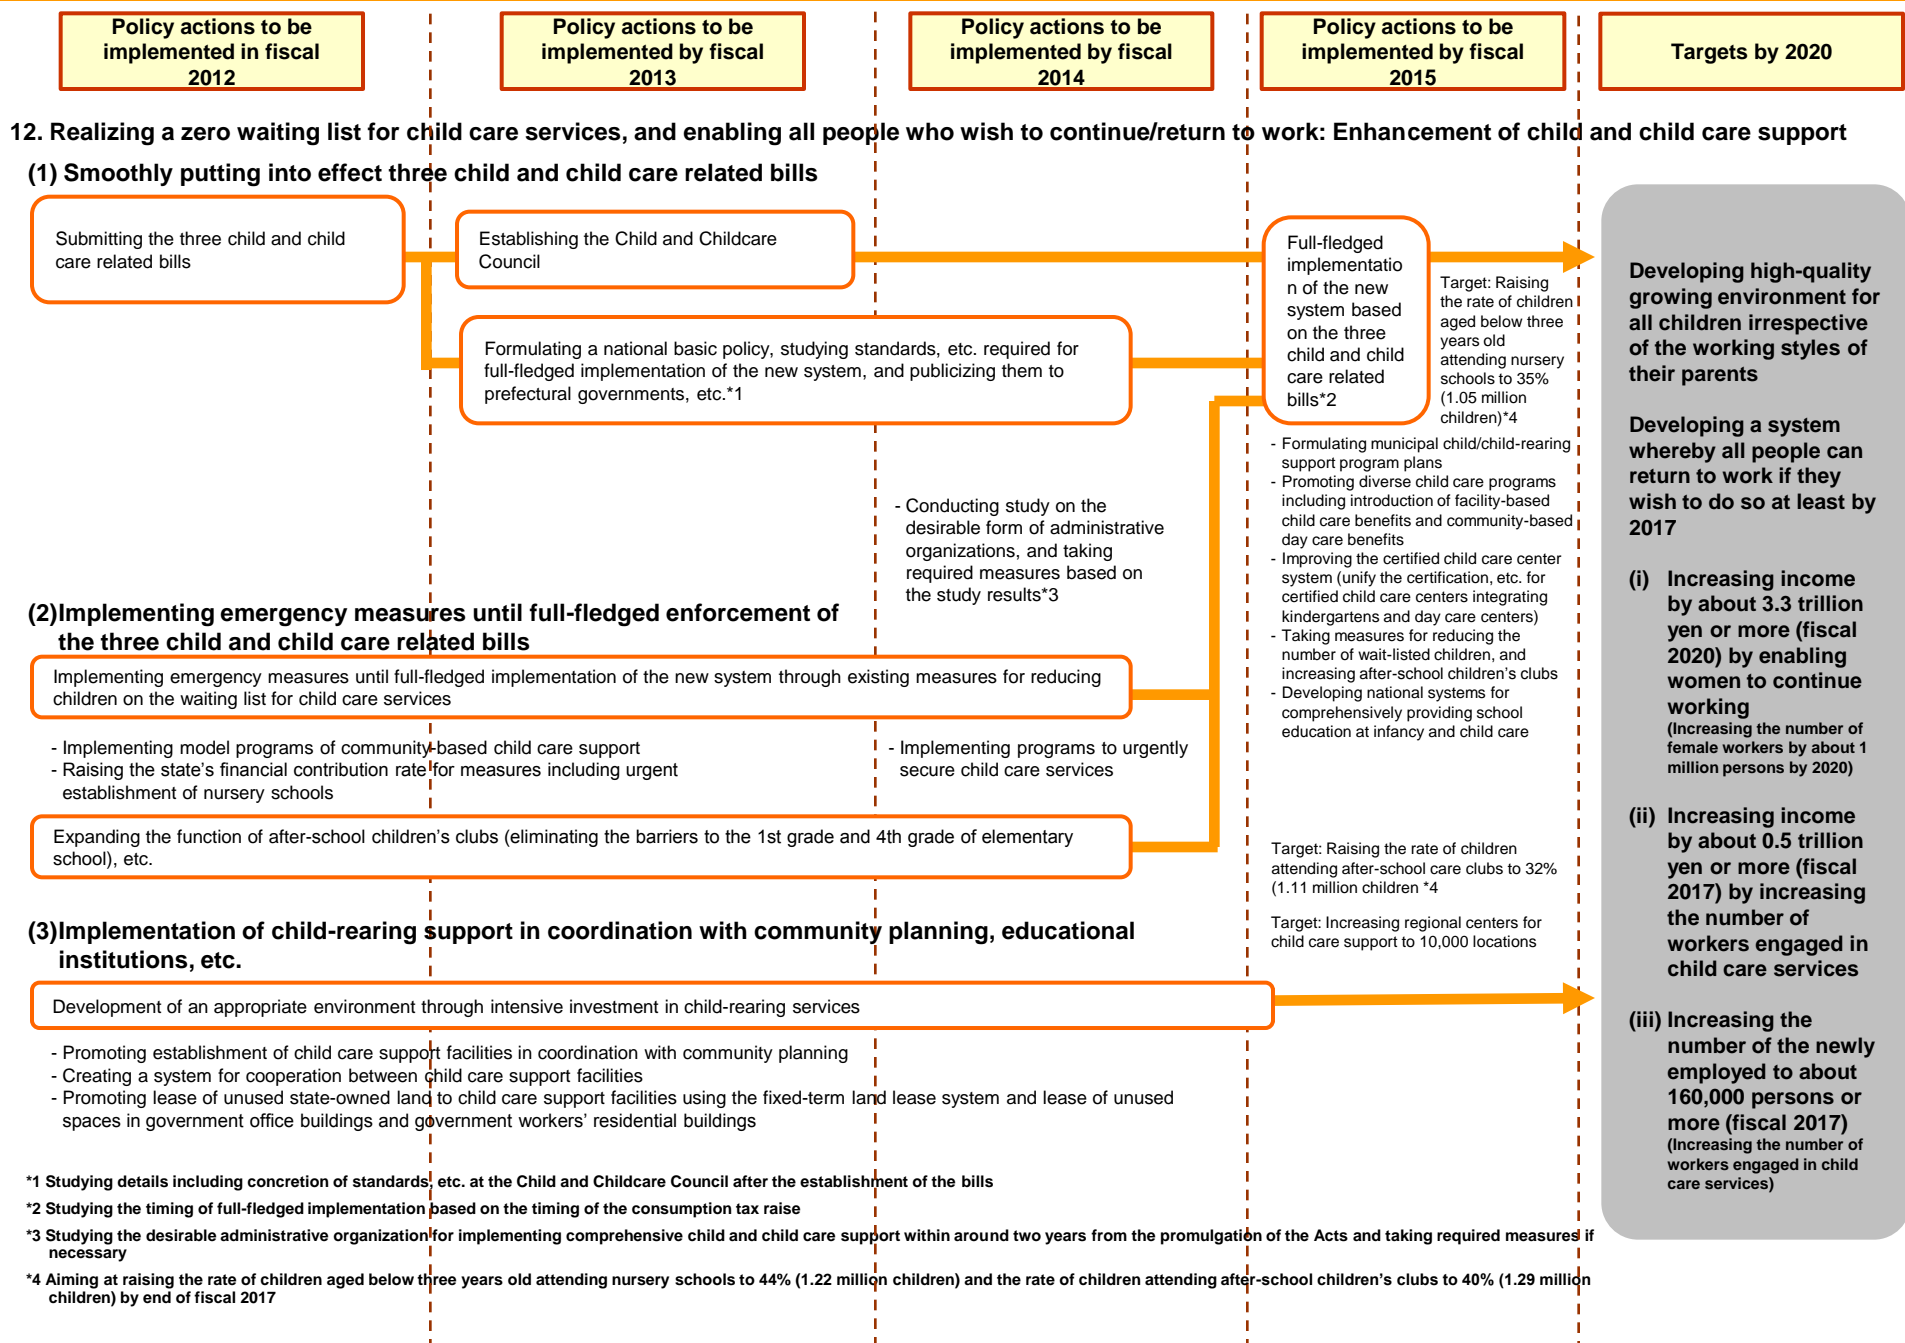 Policy actions to be
implemented in fiscal
2012
Policy actions to be
implemented by fiscal
2013
Policy actions to be
implemented by fiscal
2014
Policy actions to be
implemented by fiscal
2015
Targets by 2020
12. Realizing a zero waiting list for child care services, and enabling all people who wish to continue/return to work: Enhancement of child and child care support
(1) Smoothly putting into effect three child and child care related bills
Submitting the three child and child
care related bills
Establishing the Child and Childcare
Council
Formulating a national basic policy, studying standards, etc. required for
full-fledged implementation of the new system, and publicizing them to
prefectural governments, etc.*1
- Conducting study on the
desirable form of administrative
organizations, and taking
required measures based on
the study results*3
Full-fledged
implementatio
n of the new
system based
on the three
child and child
care related
bills*2
Target: Raising
the rate of children
aged below three
years old
attending nursery
schools to 35%
(1.05 million
children)*4
- Formulating municipal child/child-rearing
support program plans
- Promoting diverse child care programs
including introduction of facility-based
child care benefits and community-based
day care benefits
- Improving the certified child care center
system (unify the certification, etc. for
certified child care centers integrating
kindergartens and day care centers)
- Taking measures for reducing the
number of wait-listed children, and
increasing after-school children's clubs
- Developing national systems for
comprehensively providing school
education at infancy and child care
(2)Implementing emergency measures until full-fledged enforcement of
the three child and child care related bills
Implementing emergency measures until full-fledged implementation of the new system through existing measures for reducing
children on the waiting list for child care services
- Implementing model programs of community-based child care support
- Raising the state's financial contribution rate for measures including urgent
establishment of nursery schools
- Implementing programs to urgently
secure child care services
Expanding the function of after-school children's clubs (eliminating the barriers to the 1st grade and 4th grade of elementary
school), etc.
Target: Raising the rate of children
attending after-school care clubs to 32%
(1.11 million children *4
Target: Increasing regional centers for
child care support to 10,000 locations
(3)Implementation of child-rearing support in coordination with community planning, educational
institutions, etc.
Development of an appropriate environment through intensive investment in child-rearing services
- Promoting establishment of child care support facilities in coordination with community planning
- Creating a system for cooperation between child care support facilities
- Promoting lease of unused state-owned land to child care support facilities using the fixed-term land lease system and lease of unused
spaces in government office buildings and government workers' residential buildings
Developing high-quality
growing environment for
all children irrespective
of the working styles of
their parents
Developing a system
whereby all people can
return to work if they
wish to do so at least by
2017
(i) Increasing income
by about 3.3 trillion
yen or more (fiscal
2020) by enabling
women to continue
working
(Increasing the number of
female workers by about 1
million persons by 2020)
(ii) Increasing income
by about 0.5 trillion
yen or more (fiscal
2017) by increasing
the number of
workers engaged in
child care services
(iii) Increasing the
number of the newly
employed to about
160,000 persons or
more (fiscal 2017)
(Increasing the number of
workers engaged in child
care services)
*1 Studying details including concretion of standards, etc. at the Child and Childcare Council after the establishment of the bills
*2 Studying the timing of full-fledged implementation based on the timing of the consumption tax raise
*3 Studying the desirable administrative organization for implementing comprehensive child and child care support within around two years from the promulgation of the Acts and taking required measures if
necessary
*4 Aiming at raising the rate of children aged below three years old attending nursery schools to 44% (1.22 million children) and the rate of children attending after-school children's clubs to 40% (1.29 million
children) by end of fiscal 2017